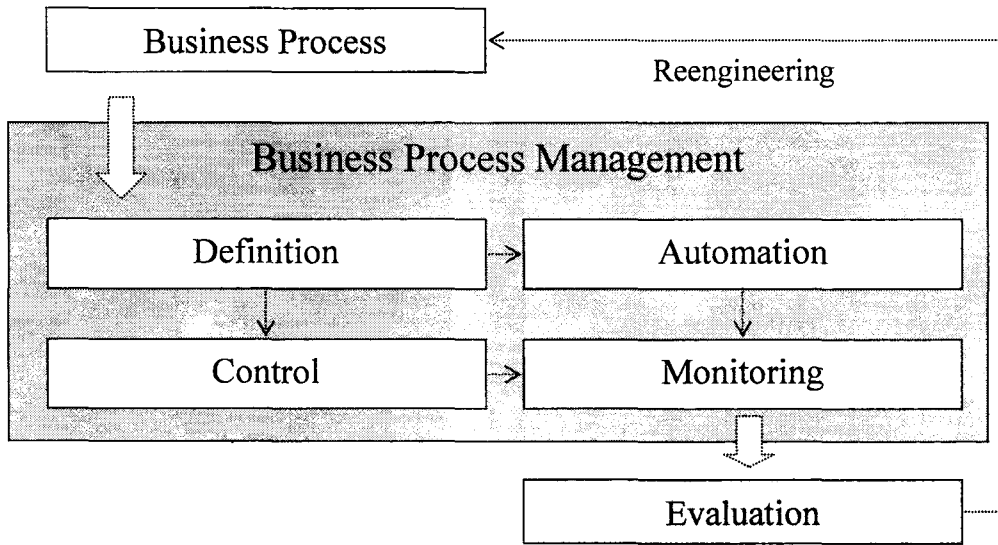 Business Process
Reengineering
Business Process Management
Definition
Automation
Control
Monitoring
Evaluation